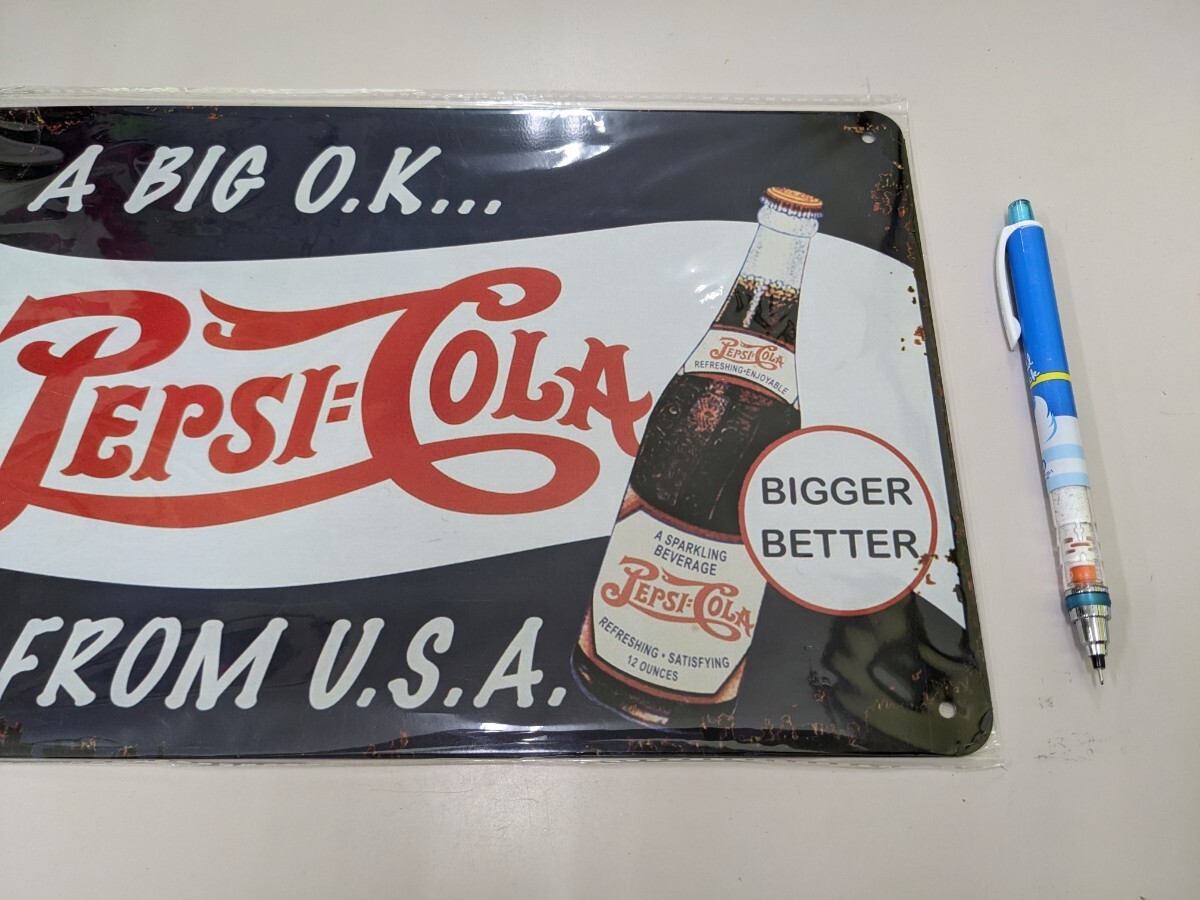 A BIG O.K...
PEPSI=COLA
FROM U.S.A.
PEPSI=COLA
REFRESHING•ENJOYABLE
BIGGER
BETTER
A SPARKLING
BEVERAGE
PEPSI=COLA
REFRESHING • SATISFYING
12 OUNCES